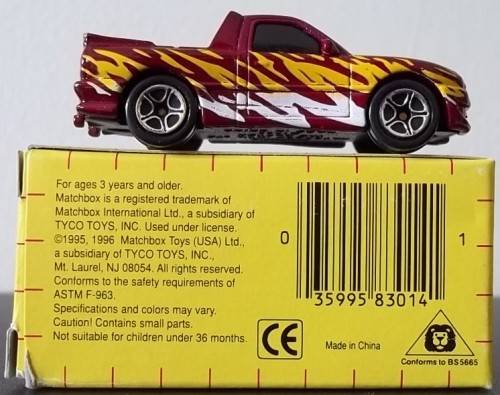 For ages 3 years and older.
Matchbox is a registered trademark of
Matchbox International Ltd., a subsidiary of
TYCO TOYS, INC. Used under license.
©1995, 1996 Matchbox Toys (USA) Ltd.,
a subsidiary of TYCO TOYS, INC.,
Mt. Laurel, NJ 08054. All rights reserved.
Conforms to the safety requirements of
ASTM F-963.
Specifications and colors may vary.
Caution! Contains small parts.
Not suitable for children under 36 months.
0 35995 83014 1
CE
Made in China
Conforms to BS5665